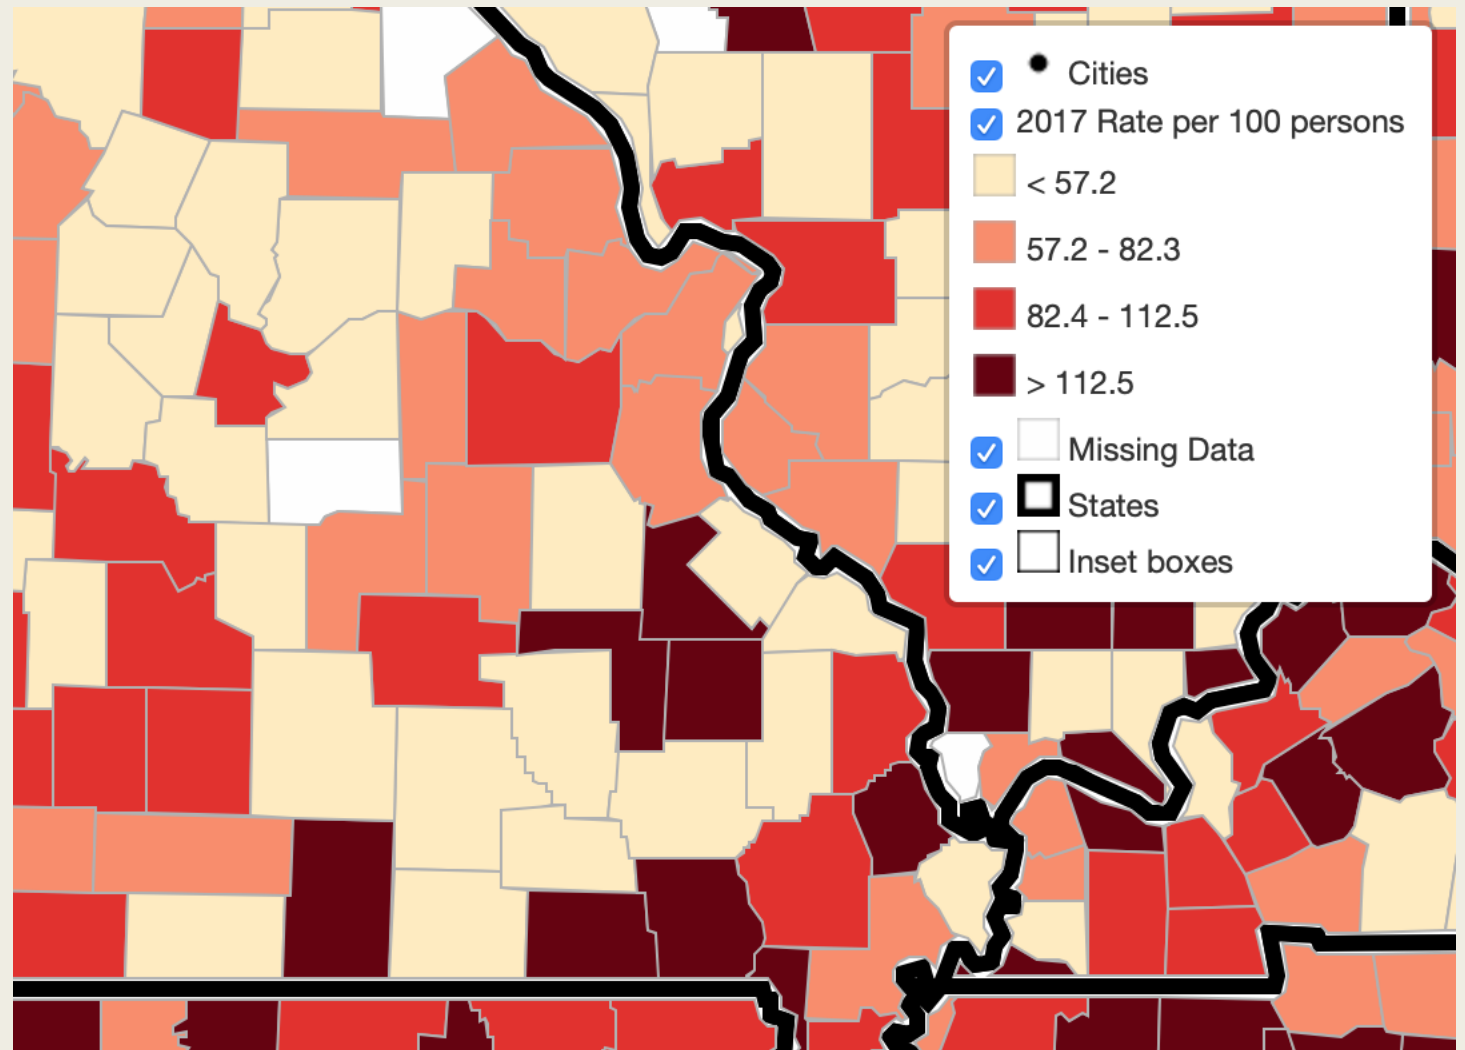 Cities
2017 Rate per 100 persons
< 57.2
57.2 - 82.3
82.4 - 112.5
> 112.5
Missing Data
States
Inset boxes